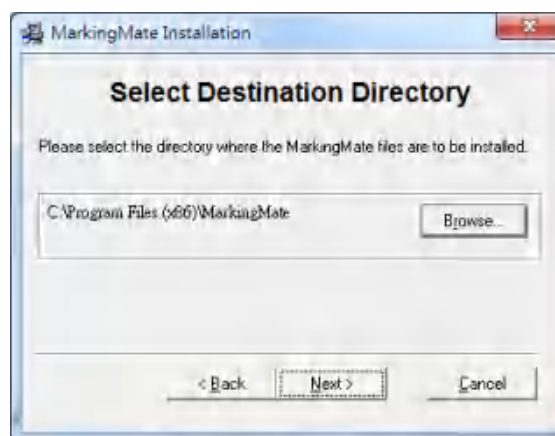 MarkingMate Installation
Select Destination Directory
Please select the directory where the MarkingMate files are to be installed.
C:\Program Files (x86)\MarkingMate
Browse...
< Back
Next >
Cancel